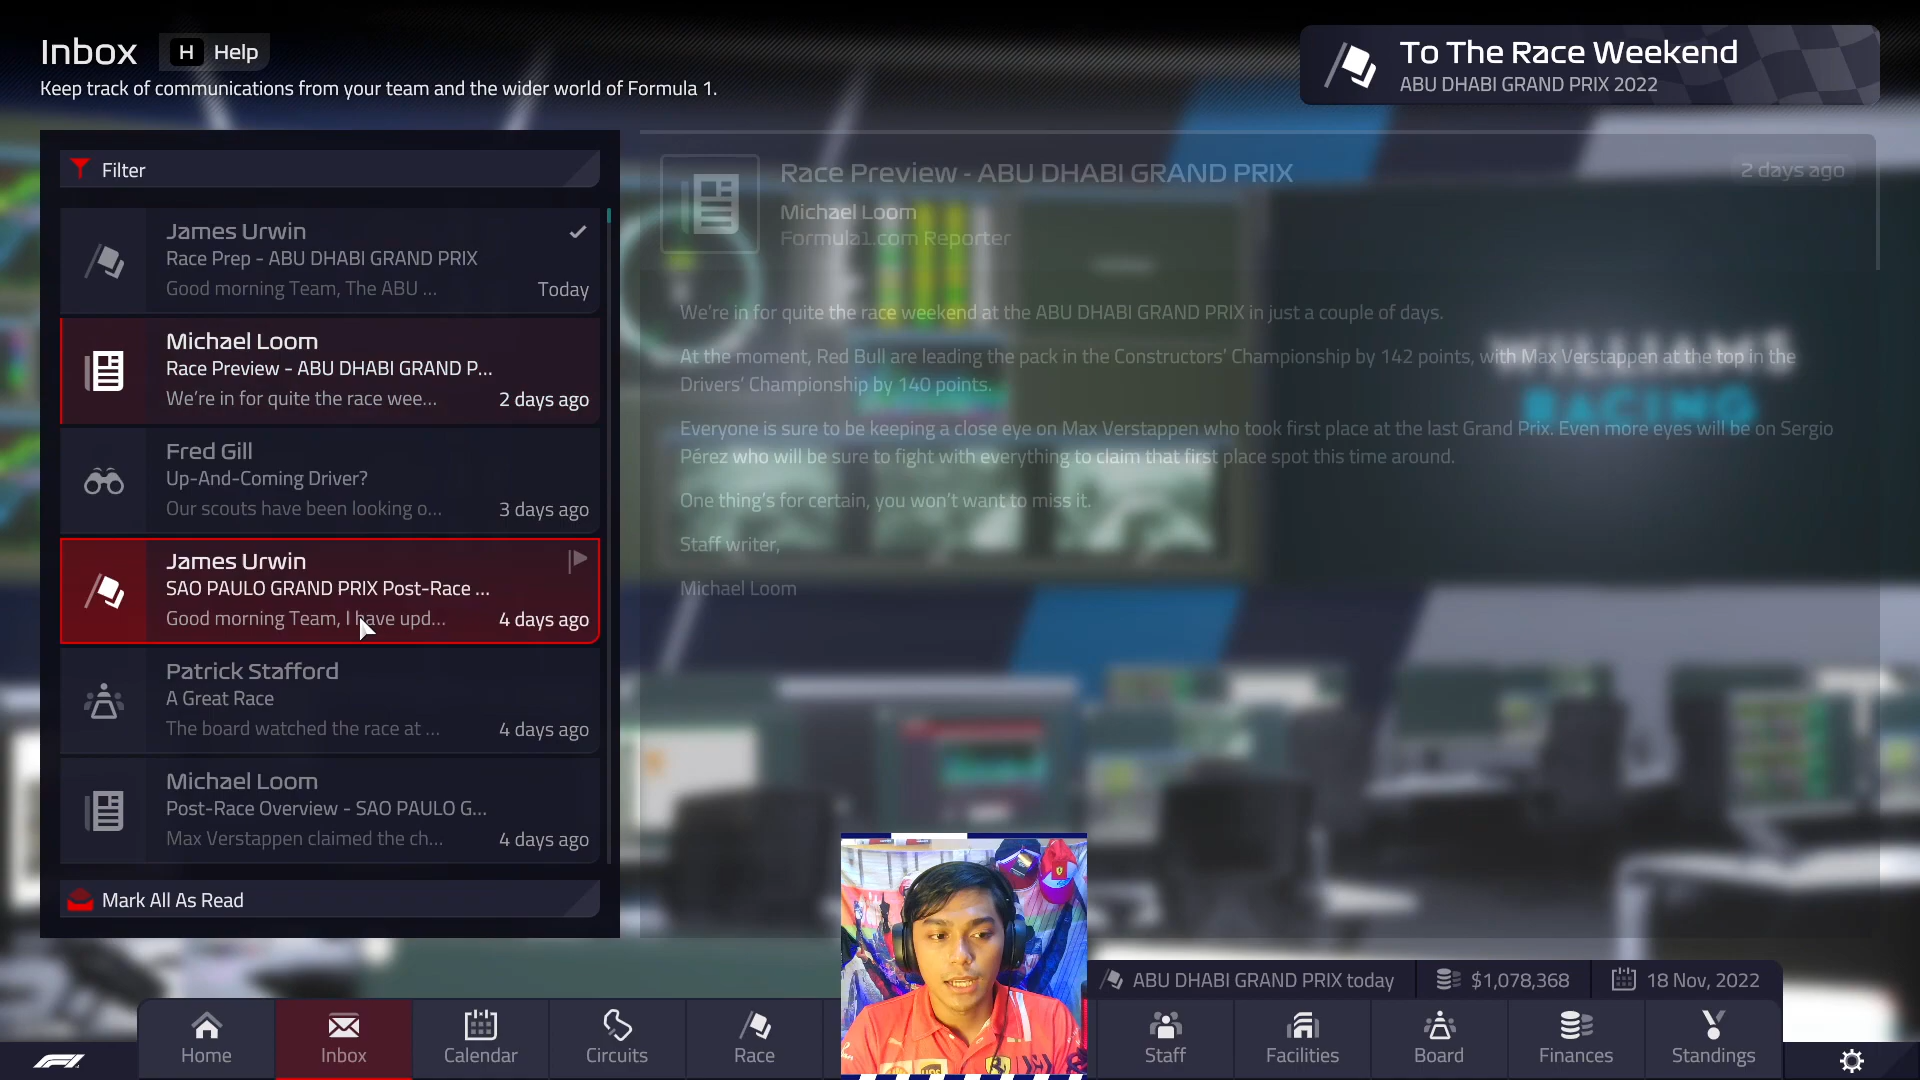 Inbox
H Help
Keep track of communications from your team and the wider world of Formula 1.
To The Race Weekend
ABU DHABI GRAND PRIX 2022
Filter
James Urwin
Race Prep - ABU DHABI GRAND PRIX
Good morning Team, The ABU ...
Today
Michael Loom
Race Preview - ABU DHABI GRAND P...
We're in for quite the race wee...
2 days ago
Fred Gill
Up-And-Coming Driver?
Our scouts have been looking o...
3 days ago
James Urwin
SAO PAULO GRAND PRIX Post-Race ...
Good morning Team, I have upd...
4 days ago
Patrick Stafford
A Great Race
The board watched the race at ...
4 days ago
Michael Loom
Post-Race Overview - SAO PAULO G...
Max Verstappen claimed the ch...
4 days ago
Mark All As Read
Race Preview - ABU DHABI GRAND PRIX
2 days ago
Michael Loom
Formula1.com Reporter
We're in for quite the race weekend at the ABU DHABI GRAND PRIX in just a couple of days.
At the moment, Red Bull are leading the pack in the Constructors' Championship by 142 points, with Max Verstappen at the top in the
Drivers' Championship by 140 points.
Everyone is sure to be keeping a close eye on Max Verstappen who took first place at the last Grand Prix. Even more eyes will be on Sergio
Pérez who will be sure to fight with everything to claim that first place spot this time around.
One thing's for certain, you won't want to miss it.
Staff writer,
Michael Loom
WILLIAMS
RACING
ABU DHABI GRAND PRIX today
$1,078,368
18 Nov, 2022
Home
Inbox
Calendar
Circuits
Race
Staff
Facilities
Board
Finances
Standings